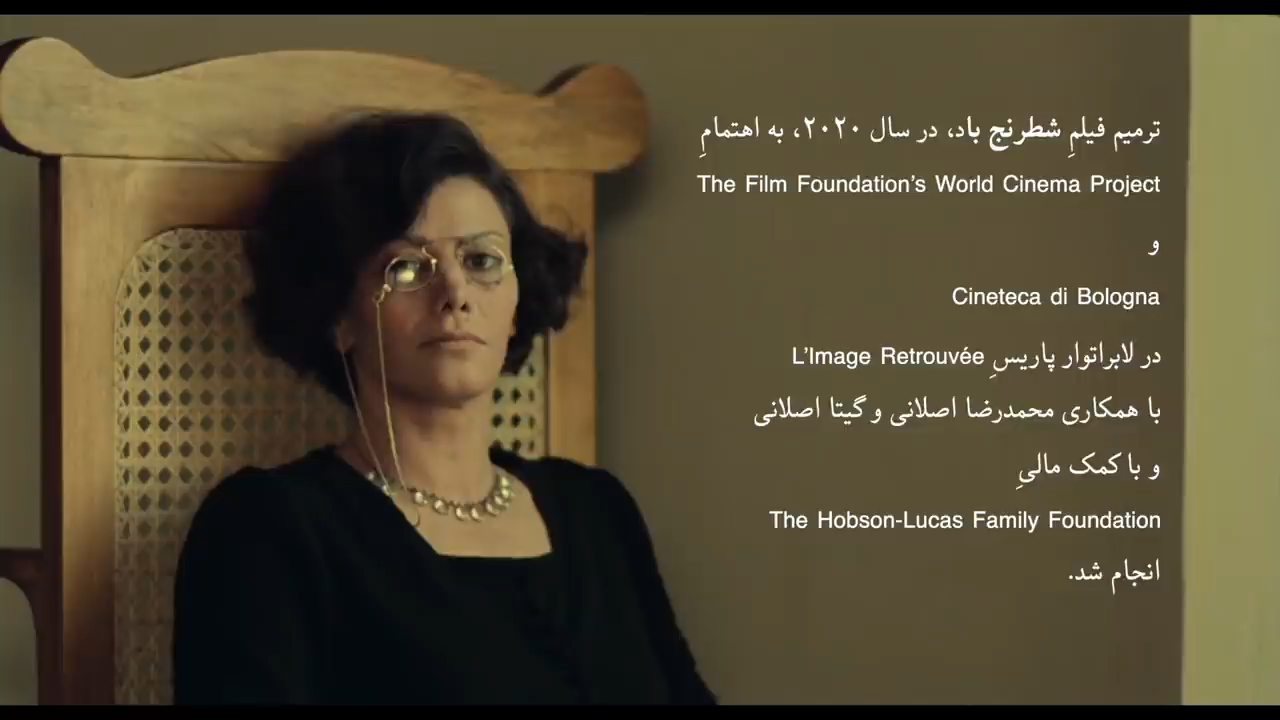 ترمیم فیلمِ شطرنج باد، در سال ۲۰۲۰، به اهتمامِ
The Film Foundation’s World Cinema Project
و
Cineteca di Bologna
در لابراتوار پاریسِ L’Image Retrouvée
با همکاری محمدرضا اصلانی و گیتا اصلانی
و با کمک مالیِ
The Hobson-Lucas Family Foundation
انجام شد.